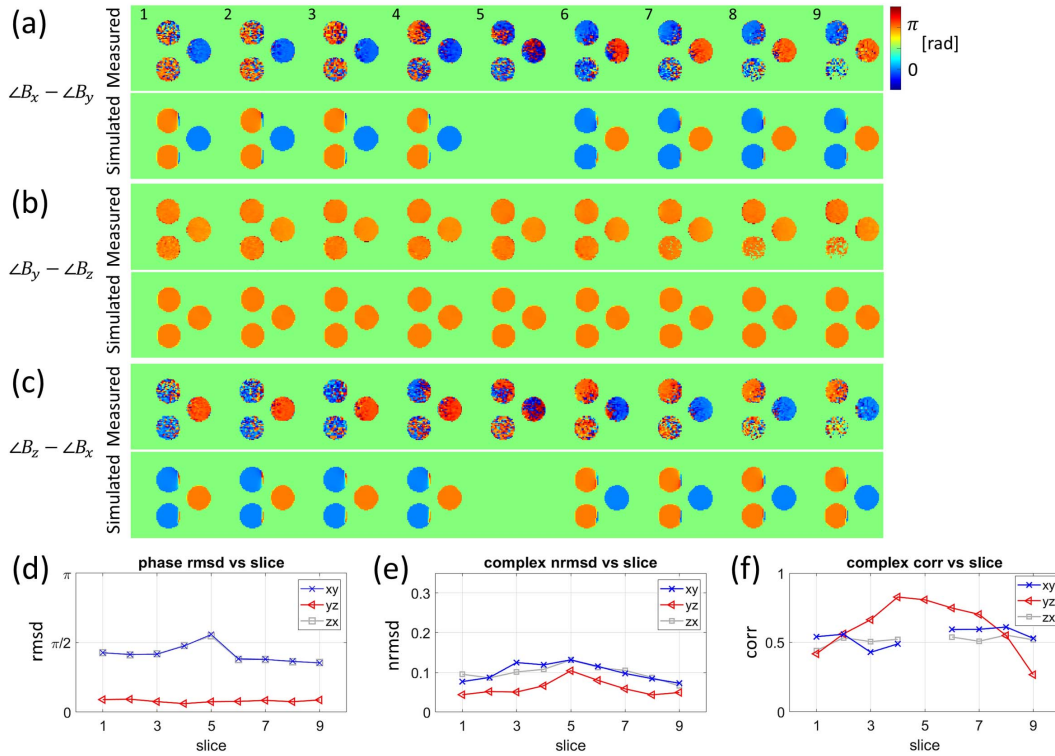 (a)
Measured
1 2 3 4 5 6 7 8 9
π
[rad]
0
∠Bx − ∠By
Simulated
(b)
Measured
∠By − ∠Bz
Simulated
(c)
Measured
∠Bz − ∠Bx
Simulated
(d)
phase rmsd vs slice
π
π/2
0
rmsd
xy
yz
zx
1 3 5 7 9
slice
(e)
complex nrmsd vs slice
0.3
0.2
0.1
0
nrmsd
xy
yz
zx
1 3 5 7 9
slice
(f)
complex corr vs slice
1
0.5
0
corr
xy
yz
zx
1 3 5 7 9
slice